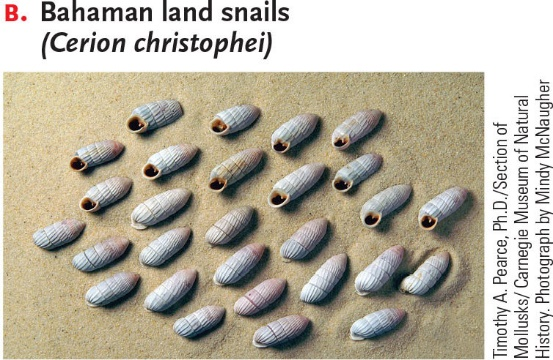 B. Bahaman land snails
(Cerion christophei)
Timothy A. Pearce, Ph.D./Section of
Mollusks/ Carnegie Museum of Natural
History. Photograph by Mindy McNaugher